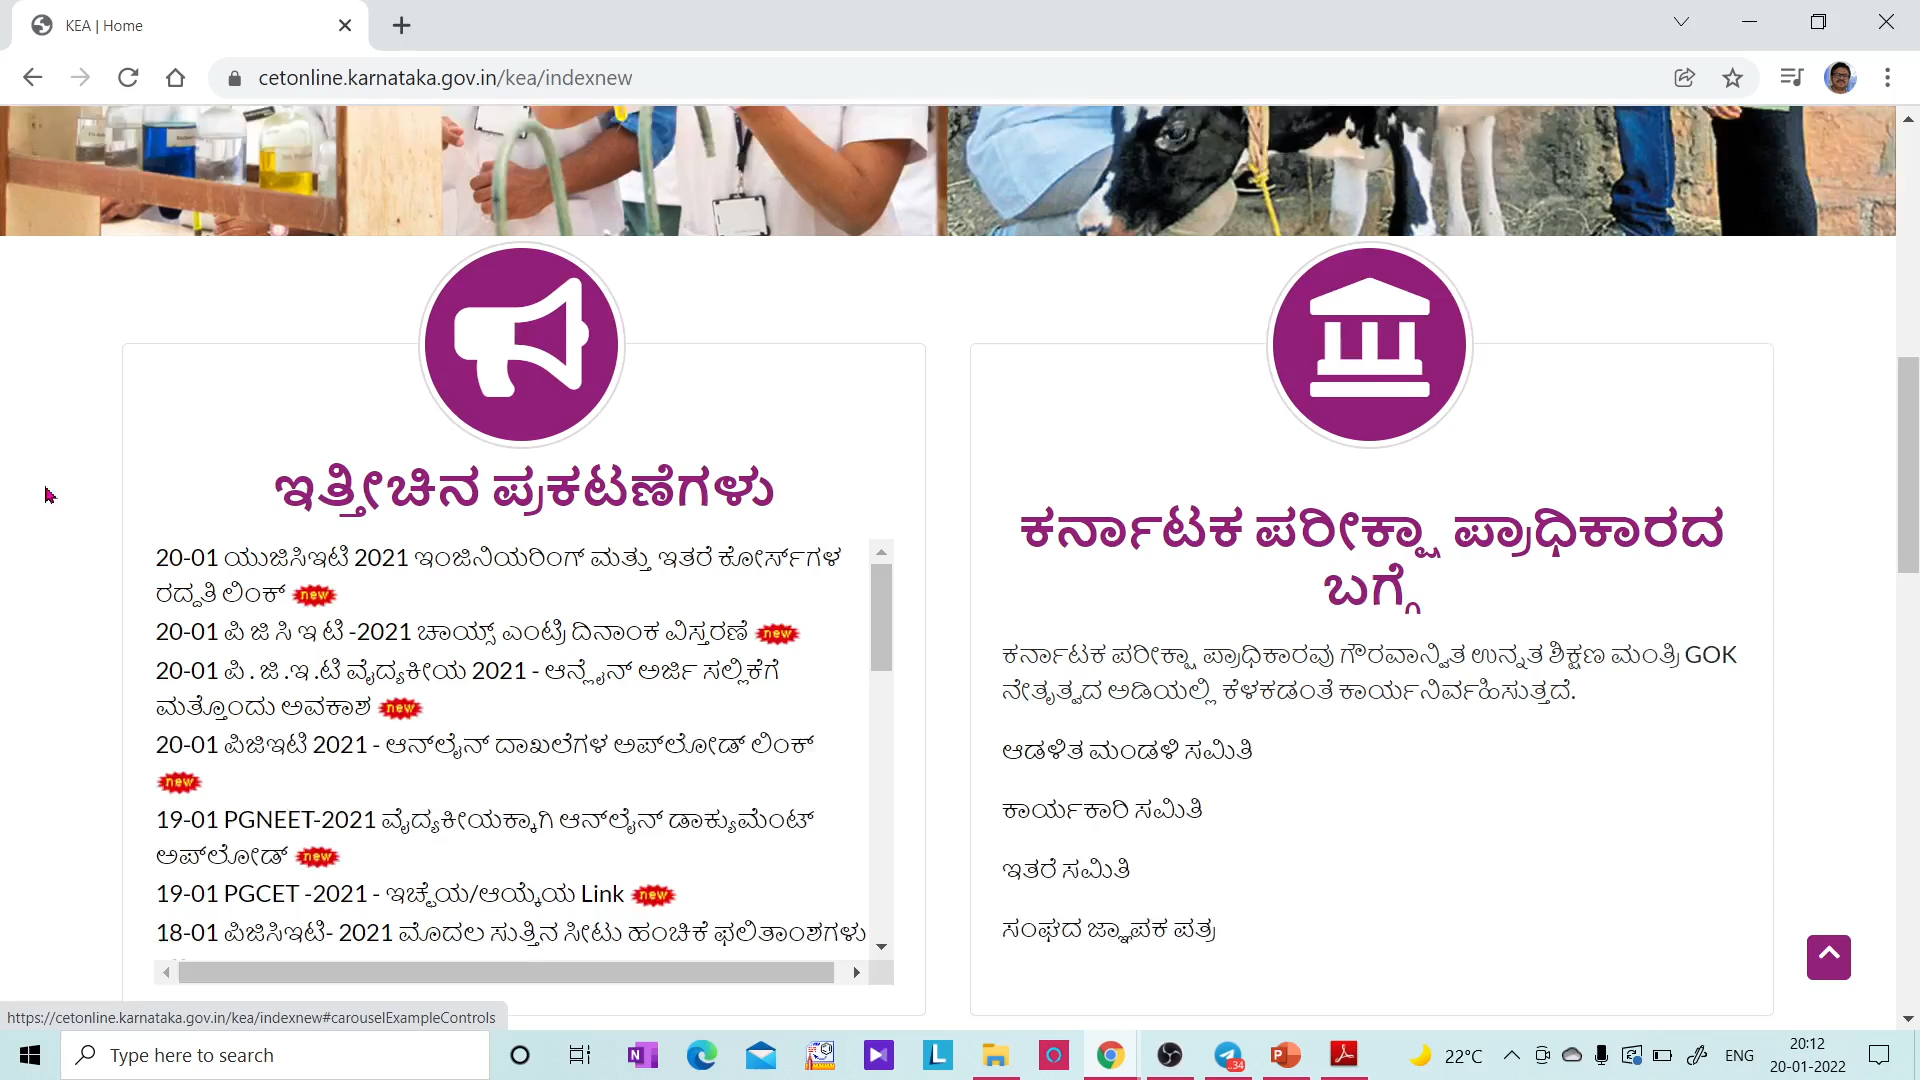 KEA | Home
cetonline.karnataka.gov.in/kea/indexnew
ಇತ್ತೀಚಿನ ಪ್ರಕಟಣೆಗಳು
20-01 ಯುಜಿಸಿಇಟಿ 2021 ಇಂಜಿನಿಯರಿಂಗ್ ಮತ್ತು ಇತರೆ ಕೋರ್ಸ್‌ಗಳ
ರದ್ದತಿ ಲಿಂಕ್ new
20-01 ಪಿ ಜಿ ಸಿ ಇ ಟಿ -2021 ಚಾಯ್ಸ್ ಎಂಟ್ರಿ ದಿನಾಂಕ ವಿಸ್ತರಣೆ new
20-01 ಪಿ . ಜಿ .ಇ .ಟಿ ವೈದ್ಯಕೀಯ 2021 - ಆನ್ಲೈನ್ ಅರ್ಜಿ ಸಲ್ಲಿಕೆಗೆ
ಮತ್ತೊಂದು ಅವಕಾಶ new
20-01 ಪಿಜಿಇಟಿ 2021 - ಆನ್‌ಲೈನ್ ದಾಖಲೆಗಳ ಅಪ್‌ಲೋಡ್ ಲಿಂಕ್
new
19-01 PGNEET-2021 ವೈದ್ಯಕೀಯಕ್ಕಾಗಿ ಆನ್‌ಲೈನ್ ಡಾಕ್ಯುಮೆಂಟ್
ಅಪ್‌ಲೋಡ್ new
19-01 PGCET -2021 - ಇಚ್ಛೆಯ/ಆಯ್ಕೆಯ Link new
18-01 ಪಿಜಿಸಿಇಟಿ- 2021 ಮೊದಲ ಸುತ್ತಿನ ಸೀಟು ಹಂಚಿಕೆ ಫಲಿತಾಂಶಗಳು
ಕರ್ನಾಟಕ ಪರೀಕ್ಷಾ ಪ್ರಾಧಿಕಾರದ
ಬಗ್ಗೆ
ಕರ್ನಾಟಕ ಪರೀಕ್ಷಾ ಪ್ರಾಧಿಕಾರವು ಗೌರವಾನ್ವಿತ ಉನ್ನತ ಶಿಕ್ಷಣ ಮಂತ್ರಿ GOK
ನೇತೃತ್ವದ ಅಡಿಯಲ್ಲಿ ಕೆಳಕಡಂತೆ ಕಾರ್ಯನಿರ್ವಹಿಸುತ್ತದೆ.
ಆಡಳಿತ ಮಂಡಳಿ ಸಮಿತಿ
ಕಾರ್ಯಕಾರಿ ಸಮಿತಿ
ಇತರೆ ಸಮಿತಿ
ಸಂಘದ ಜ್ಞಾಪಕ ಪತ್ರ
https://cetonline.karnataka.gov.in/kea/indexnew#carouselExampleControls
Type here to search
34
22°C
ENG
20:12
20-01-2022